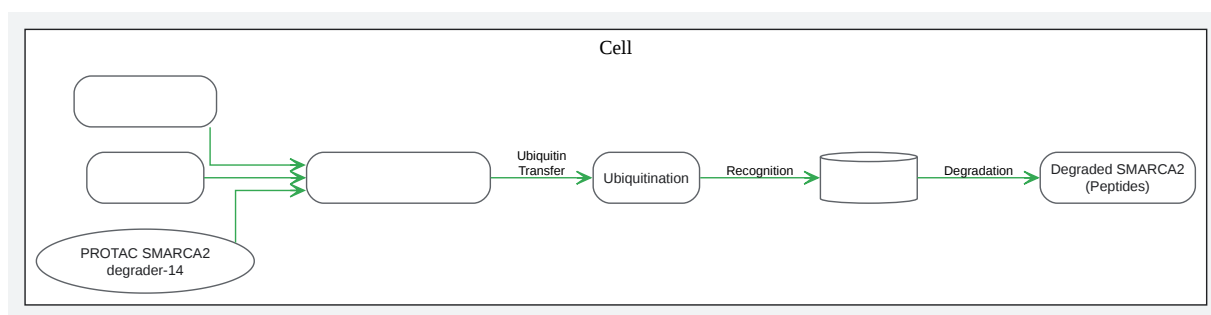 Cell
Ubiquitin
Transfer
Ubiquitination
Recognition
Degradation
Degraded SMARCA2
(Peptides)
PROTAC SMARCA2
degrader-14